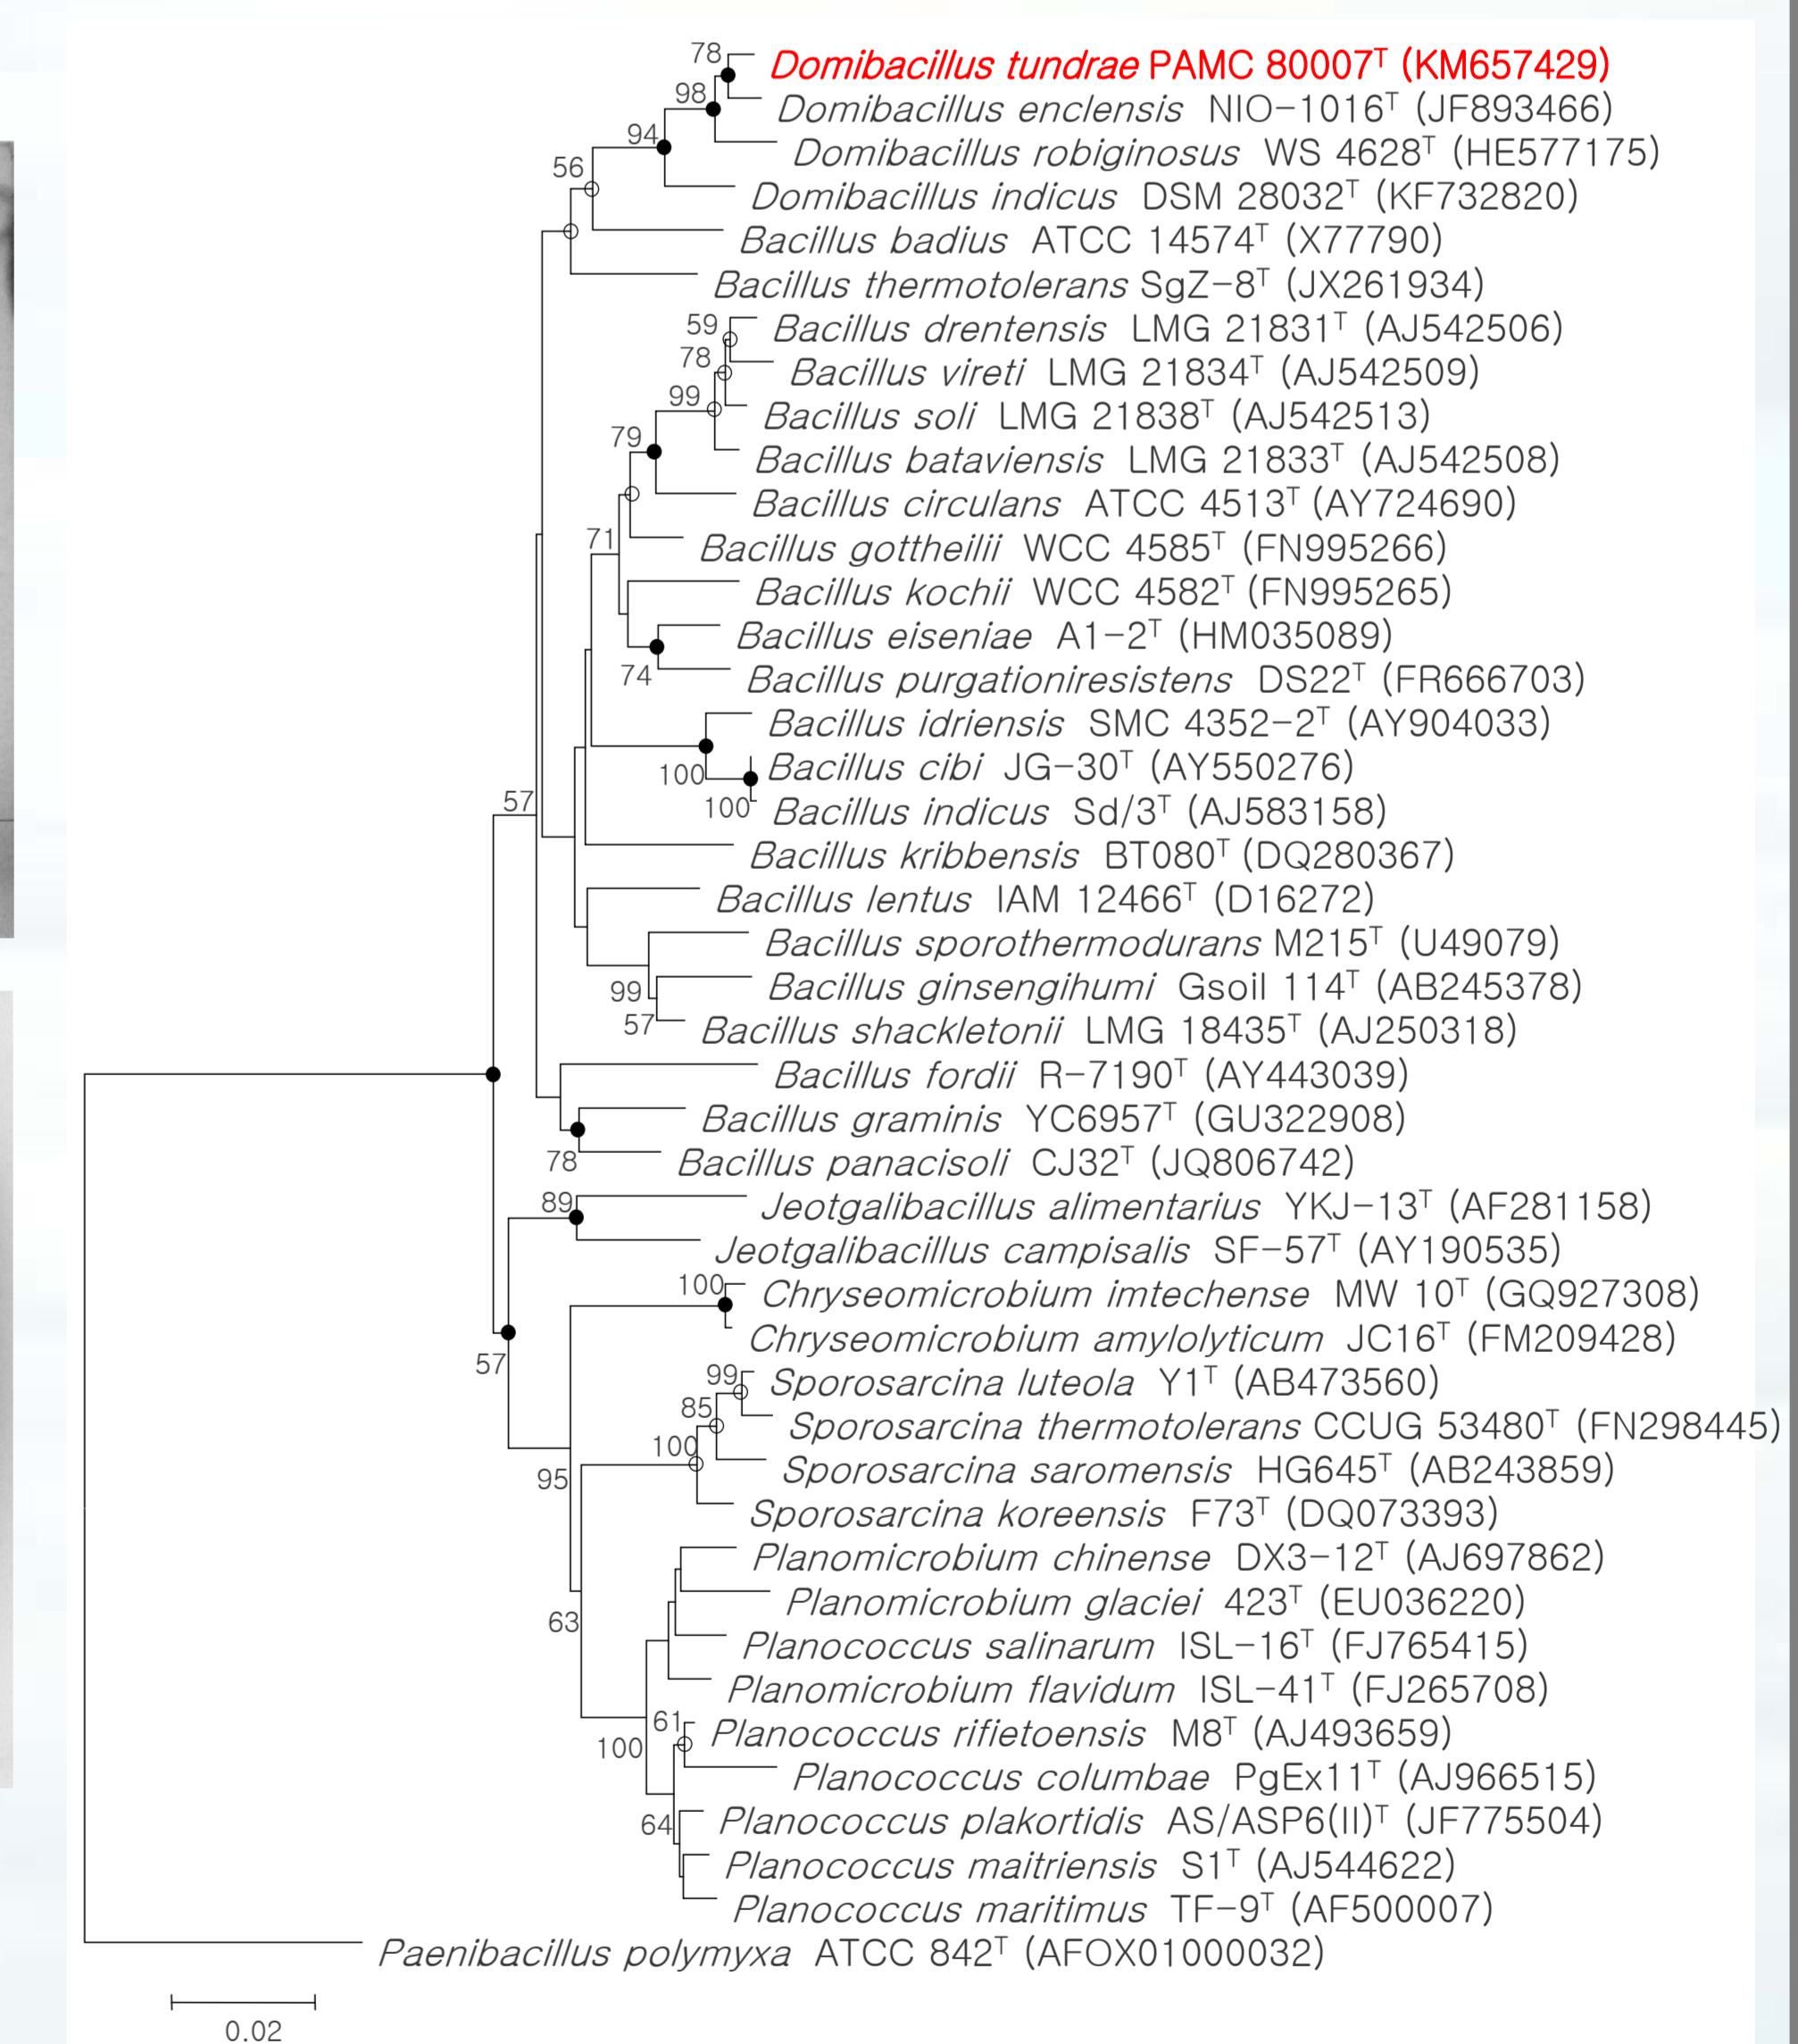 78
Domibacillus tundrae PAMC 80007ᵀ (KM657429)
98
Domibacillus enclensis NIO-1016ᵀ (JF893466)
94
Domibacillus robiginosus WS 4628ᵀ (HE577175)
56
Domibacillus indicus DSM 28032ᵀ (KF732820)
Bacillus badius ATCC 14574ᵀ (X77790)
Bacillus thermotolerans SgZ-8ᵀ (JX261934)
59
Bacillus drentensis LMG 21831ᵀ (AJ542506)
78
Bacillus vireti LMG 21834ᵀ (AJ542509)
99
Bacillus soli LMG 21838ᵀ (AJ542513)
79
Bacillus bataviensis LMG 21833ᵀ (AJ542508)
Bacillus circulans ATCC 4513ᵀ (AY724690)
71
Bacillus gottheilii WCC 4585ᵀ (FN995266)
Bacillus kochii WCC 4582ᵀ (FN995265)
Bacillus eiseniae A1-2ᵀ (HM035089)
74
Bacillus purgationiresistens DS22ᵀ (FR666703)
Bacillus idriensis SMC 4352-2ᵀ (AY904033)
100
Bacillus cibi JG-30ᵀ (AY550276)
100
Bacillus indicus Sd/3ᵀ (AJ583158)
57
Bacillus kribbensis BT080ᵀ (DQ280367)
Bacillus lentus IAM 12466ᵀ (D16272)
Bacillus sporothermodurans M215ᵀ (U49079)
99
Bacillus ginsengihumi Gsoil 114ᵀ (AB245378)
57
Bacillus shackletonii LMG 18435ᵀ (AJ250318)
Bacillus fordii R-7190ᵀ (AY443039)
Bacillus graminis YC6957ᵀ (GU322908)
78
Bacillus panacisoli CJ32ᵀ (JQ806742)
89
Jeotgalibacillus alimentarius YKJ-13ᵀ (AF281158)
Jeotgalibacillus campisalis SF-57ᵀ (AY190535)
100
Chryseomicrobium imtechense MW 10ᵀ (GQ927308)
57
Chryseomicrobium amylolyticum JC16ᵀ (FM209428)
99
Sporosarcina luteola Y1ᵀ (AB473560)
85
Sporosarcina thermotolerans CCUG 53480ᵀ (FN298445)
100
95
Sporosarcina saromensis HG645ᵀ (AB243859)
Sporosarcina koreensis F73ᵀ (DQ073393)
Planomicrobium chinense DX3-12ᵀ (AJ697862)
Planomicrobium glaciei 423ᵀ (EU036220)
63
Planococcus salinarum ISL-16ᵀ (FJ765415)
Planomicrobium flavidum ISL-41ᵀ (FJ265708)
61
Planococcus rifietoensis M8ᵀ (AJ493659)
100
Planococcus columbae PgEx11ᵀ (AJ966515)
64
Planococcus plakortidis AS/ASP6(II)ᵀ (JF775504)
Planococcus maitriensis S1ᵀ (AJ544622)
Planococcus maritimus TF-9ᵀ (AF500007)
Paenibacillus polymyxa ATCC 842ᵀ (AFOX01000032)
0.02